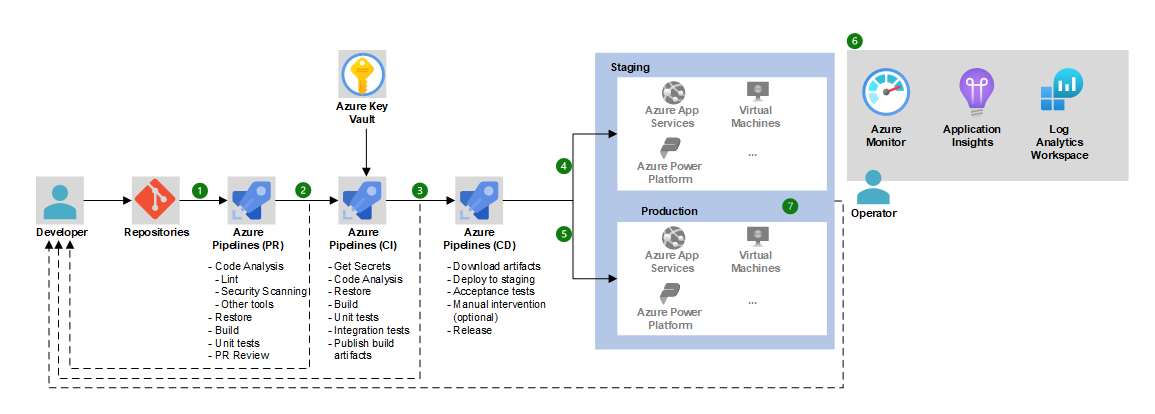 6
Staging
Azure Key
Vault
Azure App
Services
Virtual
Machines
Azure Power
Platform
...
Azure
Monitor
Application
Insights
Log
Analytics
Workspace
1
2
3
4
5
7
Developer
Repositories
Azure
Pipelines (PR)
Azure
Pipelines (CI)
Azure
Pipelines (CD)
Production
Operator
Azure App
Services
Virtual
Machines
Azure Power
Platform
...
- Code Analysis
- Lint
- Security Scanning
- Other tools
- Restore
- Build
- Unit tests
- PR Review
- Get Secrets
- Code Analysis
- Restore
- Build
- Unit tests
- Integration tests
- Publish build
artifacts
- Download artifacts
- Deploy to staging
- Acceptance tests
- Manual intervention
(optional)
- Release